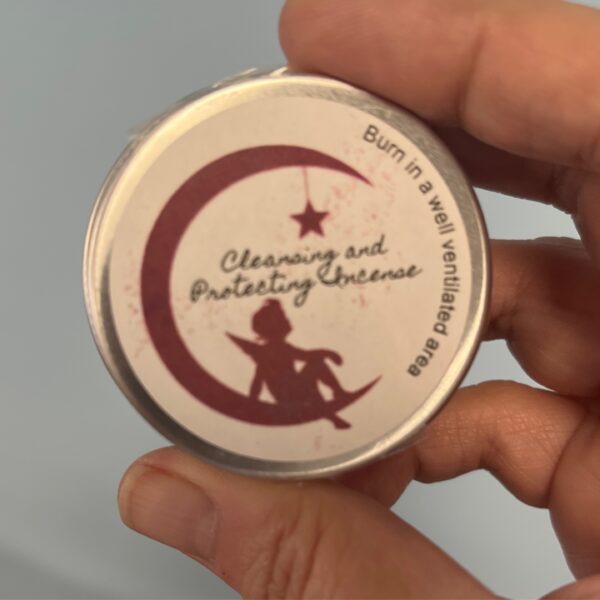 Cleansing and
Protecting Incense
Burn in a well ventilated area